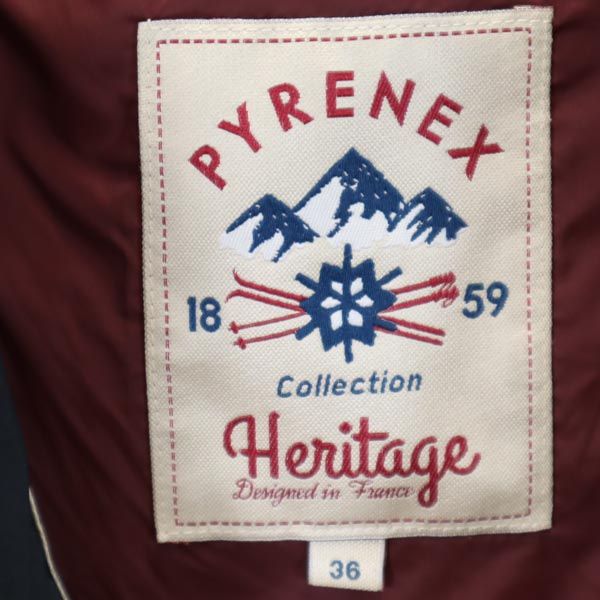 PYRENEX
18 59
Collection
Heritage
Designed in France
36